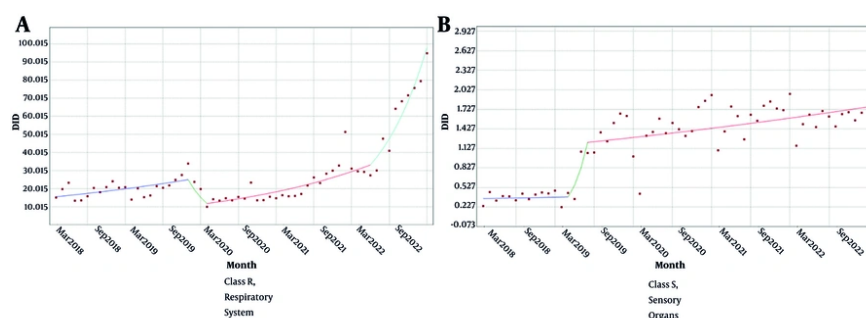 A
100.015
90.015
80.015
70.015
60.015
50.015
40.015
30.015
20.015
10.015
DID
Mar2018
Sep2018
Mar2019
Sep2019
Mar2020
Sep2020
Mar2021
Sep2021
Mar2022
Sep2022
Month
Class R,
Respiratory
System
B
2.927
2.627
2.327
2.027
1.727
1.427
1.127
0.827
0.527
0.227
-0.073
DID
Mar2018
Sep2018
Mar2019
Sep2019
Mar2020
Sep2020
Mar2021
Sep2021
Mar2022
Sep2022
Month
Class S,
Sensory
Organs